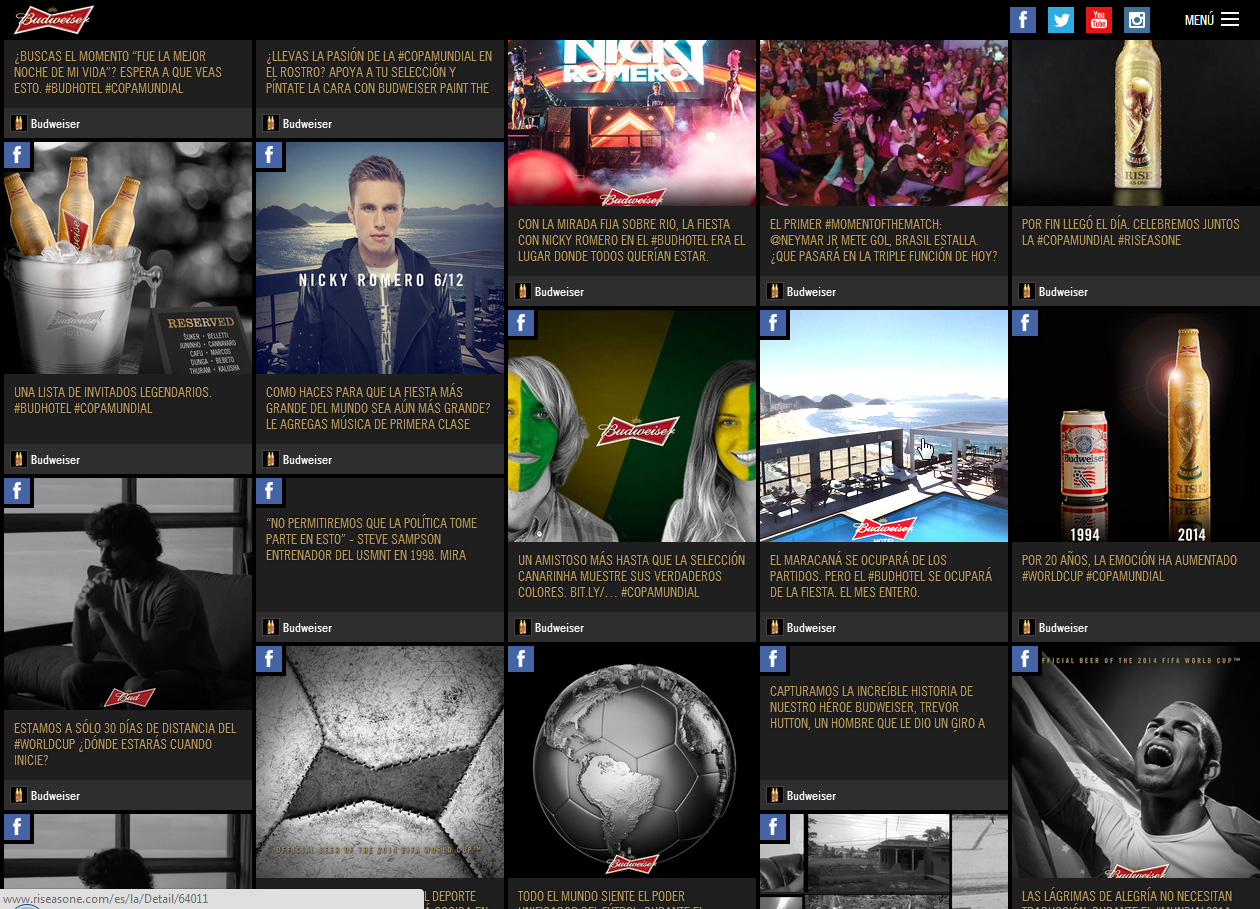 Budweiser
MENÚ
¿BUSCAS EL MOMENTO “FUE LA MEJOR
NOCHE DE MI VIDA”? ESPERA A QUE VEAS
ESTO. #BUDHOTEL #COPAMUNDIAL
Budweiser
RESERVED
ŠUKER • BELLETTI
JUNINHO • CANNAVARO
CAFU • MARCOS
DUNGA • BEBETO
THURAM • KALUSHA
UNA LISTA DE INVITADOS LEGENDARIOS.
#BUDHOTEL #COPAMUNDIAL
Budweiser
Bud
ESTAMOS A SÓLO 30 DÍAS DE DISTANCIA DEL
#WORLDCUP ¿DÓNDE ESTARÁS CUANDO
INICIE?
Budweiser
¿LLEVAS LA PASIÓN DE LA #COPAMUNDIAL EN
EL ROSTRO? APOYA A TU SELECCIÓN Y
PÍNTATE LA CARA CON BUDWEISER PAINT THE
Budweiser
NICKY ROMERO 6/12
COMO HACES PARA QUE LA FIESTA MÁS
GRANDE DEL MUNDO SEA AÚN MÁS GRANDE?
LE AGREGAS MÚSICA DE PRIMERA CLASE
Budweiser
“NO PERMITIREMOS QUE LA POLÍTICA TOME
PARTE EN ESTO” - STEVE SAMPSON
ENTRENADOR DEL USMNT EN 1998. MIRA
Budweiser
OFFICIAL BEER OF THE 2014 FIFA WORLD CUP™
L DEPORTE
NICKY
ROMERO
Budweiser
CON LA MIRADA FIJA SOBRE RIO, LA FIESTA
CON NICKY ROMERO EN EL #BUDHOTEL ERA EL
LUGAR DONDE TODOS QUERÍAN ESTAR.
Budweiser
Budweiser
UN AMISTOSO MÁS HASTA QUE LA SELECCIÓN
CANARINHA MUESTRE SUS VERDADEROS
COLORES. BIT.LY/… #COPAMUNDIAL
Budweiser
Budweiser
TODO EL MUNDO SIENTE EL PODER
UNIFICADOR DEL FÚTBOL. DURANTE EL
EL PRIMER #MOMENTOFTHEMATCH:
@NEYMAR JR METE GOL, BRASIL ESTALLA.
¿QUE PASARÁ EN LA TRIPLE FUNCIÓN DE HOY?
Budweiser
Budweiser
HOTEL
EL MARACANÁ SE OCUPARÁ DE LOS
PARTIDOS. PERO EL #BUDHOTEL SE OCUPARÁ
DE LA FIESTA. EL MES ENTERO.
Budweiser
CAPTURAMOS LA INCREÍBLE HISTORIA DE
NUESTRO HÉROE BUDWEISER, TREVOR
HUTTON, UN HOMBRE QUE LE DIO UN GIRO A
Budweiser
RISE
AS ONE
POR FIN LLEGÓ EL DÍA. CELEBREMOS JUNTOS
LA #COPAMUNDIAL #RISEASONE
Budweiser
Budweiser
RISE
AS ONE
1994
2014
POR 20 AÑOS, LA EMOCIÓN HA AUMENTADO
#WORLDCUP #COPAMUNDIAL
Budweiser
FFICIAL BEER OF THE 2014 FIFA WORLD CUP™
Budweiser
LAS LÁGRIMAS DE ALEGRÍA NO NECESITAN
www.riseasone.com/es/la/Detail/64011